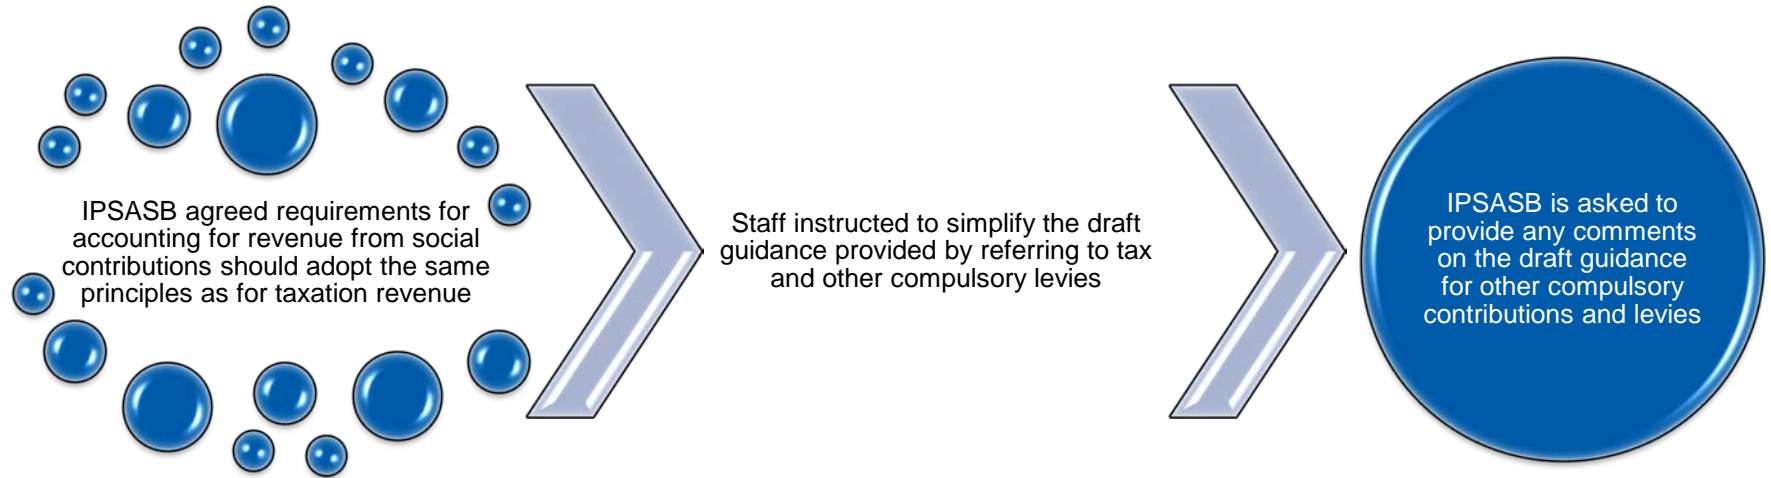 IPSASB agreed requirements for
accounting for revenue from social
contributions should adopt the same
principles as for taxation revenue
Staff instructed to simplify the draft
guidance provided by referring to tax
and other compulsory levies
IPSASB is asked to
provide any comments
on the draft guidance
for other compulsory
contributions and levies